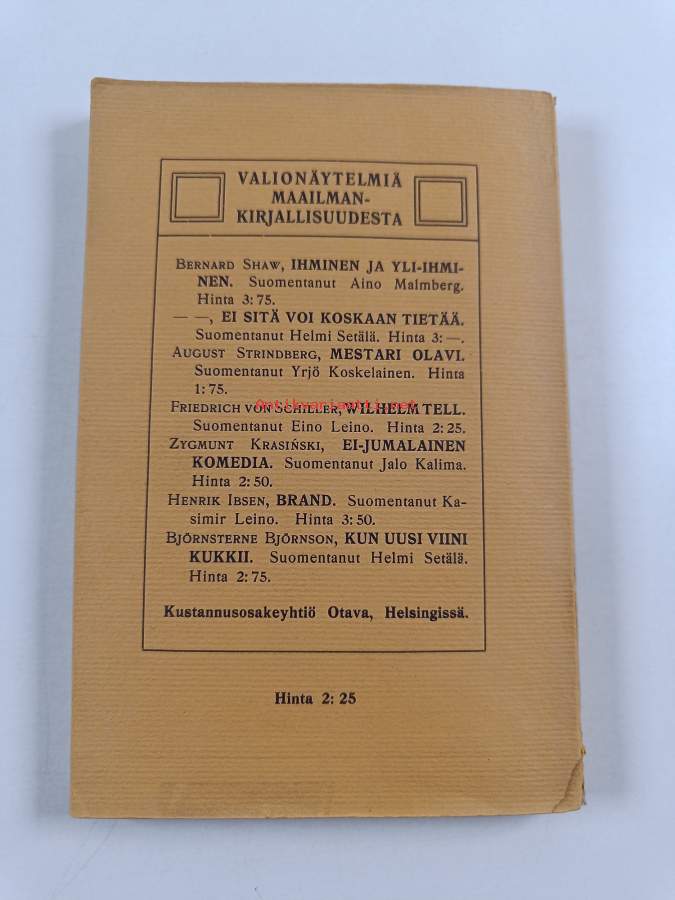 VALIONÄYTELMIÄ
MAAILMAN-
KIRJALLISUUDESTA
BERNARD SHAW, IHMINEN JA YLI-IHMI-
NEN. Suomentanut Aino Malmberg.
Hinta 3: 75.
— —, EI SITÄ VOI KOSKAAN TIETÄÄ.
Suomentanut Helmi Setälä. Hinta 3: —.
AUGUST STRINDBERG, MESTARI OLAVI.
Suomentanut Yrjö Koskelainen. Hinta
1: 75.
Antikvariaatti.net
FRIEDRICH VON SCHILLER, WILHELM TELL.
Suomentanut Eino Leino. Hinta 2: 25.
ZYGMUNT KRASIŃSKI, EI-JUMALAINEN
KOMEDIA. Suomentanut Jalo Kalima.
Hinta 2: 50.
HENRIK IBSEN, BRAND. Suomentanut Ka-
simir Leino. Hinta 3: 50.
BJÖRNSTERNE BJÖRNSON, KUN UUSI VIINI
KUKKII. Suomentanut Helmi Setälä.
Hinta 2: 75.
Kustannusosakeyhtiö Otava, Helsingissä.
Hinta 2: 25